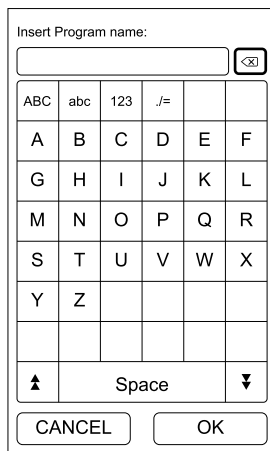 Insert Program name:
ABC abc 123 ./=
A B C D E F
G H I J K L
M N O P Q R
S T U V W X
Y Z
Space
CANCEL OK